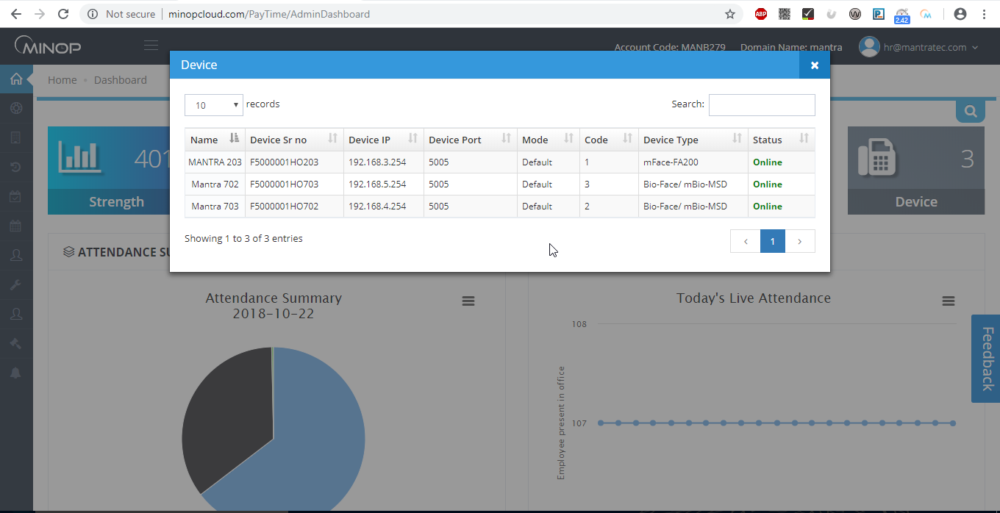 Not secure | minopcloud.com/PayTime/AdminDashboard
ABP
2.42
MINOP
Account Code: MANB279 Domain Name: mantra hr@mantratec.com
Device
Home Dashboard
10 records Search:
Name Device Sr no Device IP Device Port Mode Code Device Type Status
MANTRA 203 F5000001HO203 192.168.3.254 5005 Default 1 mFace-FA200 Online
Mantra 702 F5000001HO703 192.168.5.254 5005 Default 3 Bio-Face/ mBio-MSD Online
Mantra 703 F5000001HO702 192.168.4.254 5005 Default 2 Bio-Face/ mBio-MSD Online
Showing 1 to 3 of 3 entries
‹ 1 ›
401
Strength
3
Device
ATTENDANCE SU
Attendance Summary
2018-10-22
Today's Live Attendance
108
107
Employee present in office
Feedback